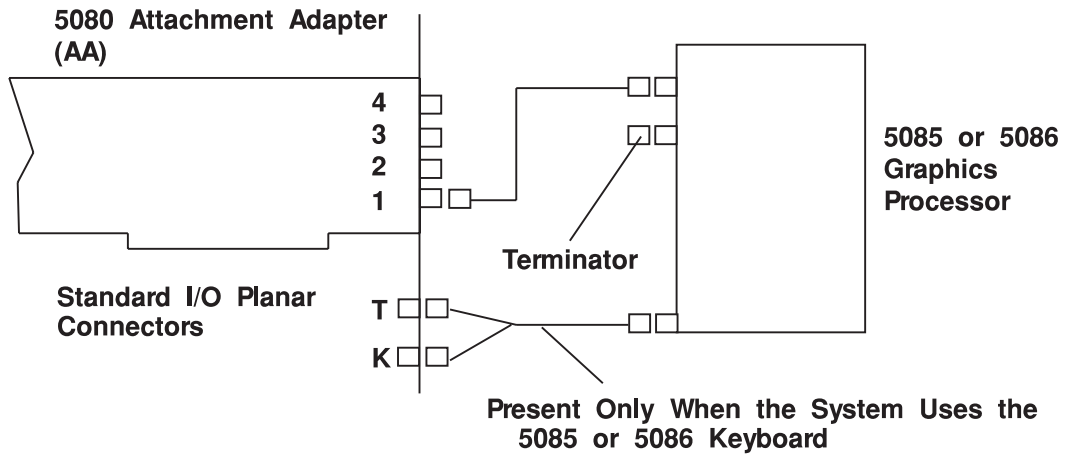 5080 Attachment Adapter
(AA)
4
3
2
1
5085 or 5086
Graphics
Processor
Terminator
Standard I/O Planar
Connectors
T
K
Present Only When the System Uses the
5085 or 5086 Keyboard